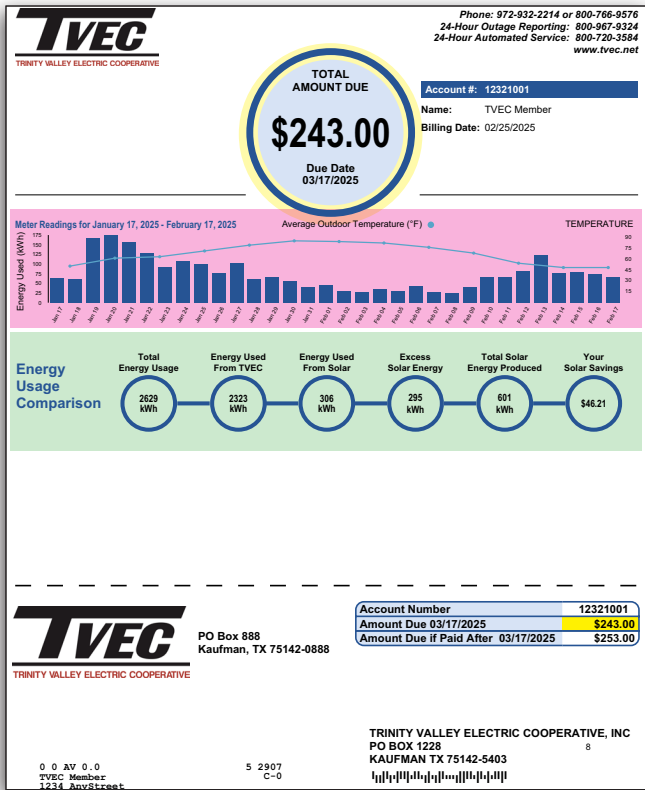 TVEC
TRINITY VALLEY ELECTRIC COOPERATIVE
Phone: 972-932-2214 or 800-766-9576
24-Hour Outage Reporting: 800-967-9324
24-Hour Automated Service: 800-720-3584
www.tvec.net
TOTAL
AMOUNT DUE
$243.00
Due Date
03/17/2025
Account #: 12321001
Name: TVEC Member
Billing Date: 02/25/2025
Meter Readings for January 17, 2025 - February 17, 2025
Average Outdoor Temperature (°F)
TEMPERATURE
Energy Used (kWh)
175
150
125
100
75
50
25
0
90
75
60
45
30
15
Jan 17 Jan 18 Jan 19 Jan 20 Jan 21 Jan 22 Jan 23 Jan 24 Jan 25 Jan 26 Jan 27 Jan 28 Jan 29 Jan 30 Jan 31 Feb 01 Feb 02 Feb 03 Feb 04 Feb 05 Feb 06 Feb 07 Feb 08 Feb 09 Feb 10 Feb 11 Feb 12 Feb 13 Feb 14 Feb 15 Feb 16 Feb 17
Energy
Usage
Comparison
Total
Energy Usage
2629
kWh
Energy Used
From TVEC
2323
kWh
Energy Used
From Solar
306
kWh
Excess
Solar Energy
295
kWh
Total Solar
Energy Produced
601
kWh
Your
Solar Savings
$46.21
TVEC
TRINITY VALLEY ELECTRIC COOPERATIVE
PO Box 888
Kaufman, TX 75142-0888
Account Number 12321001
Amount Due 03/17/2025 $243.00
Amount Due if Paid After 03/17/2025 $253.00
TRINITY VALLEY ELECTRIC COOPERATIVE, INC
PO BOX 1228 8
KAUFMAN TX 75142-5403
0 0 AV 0.0 5 2907
TVEC Member C-0
1234 AnyStreet